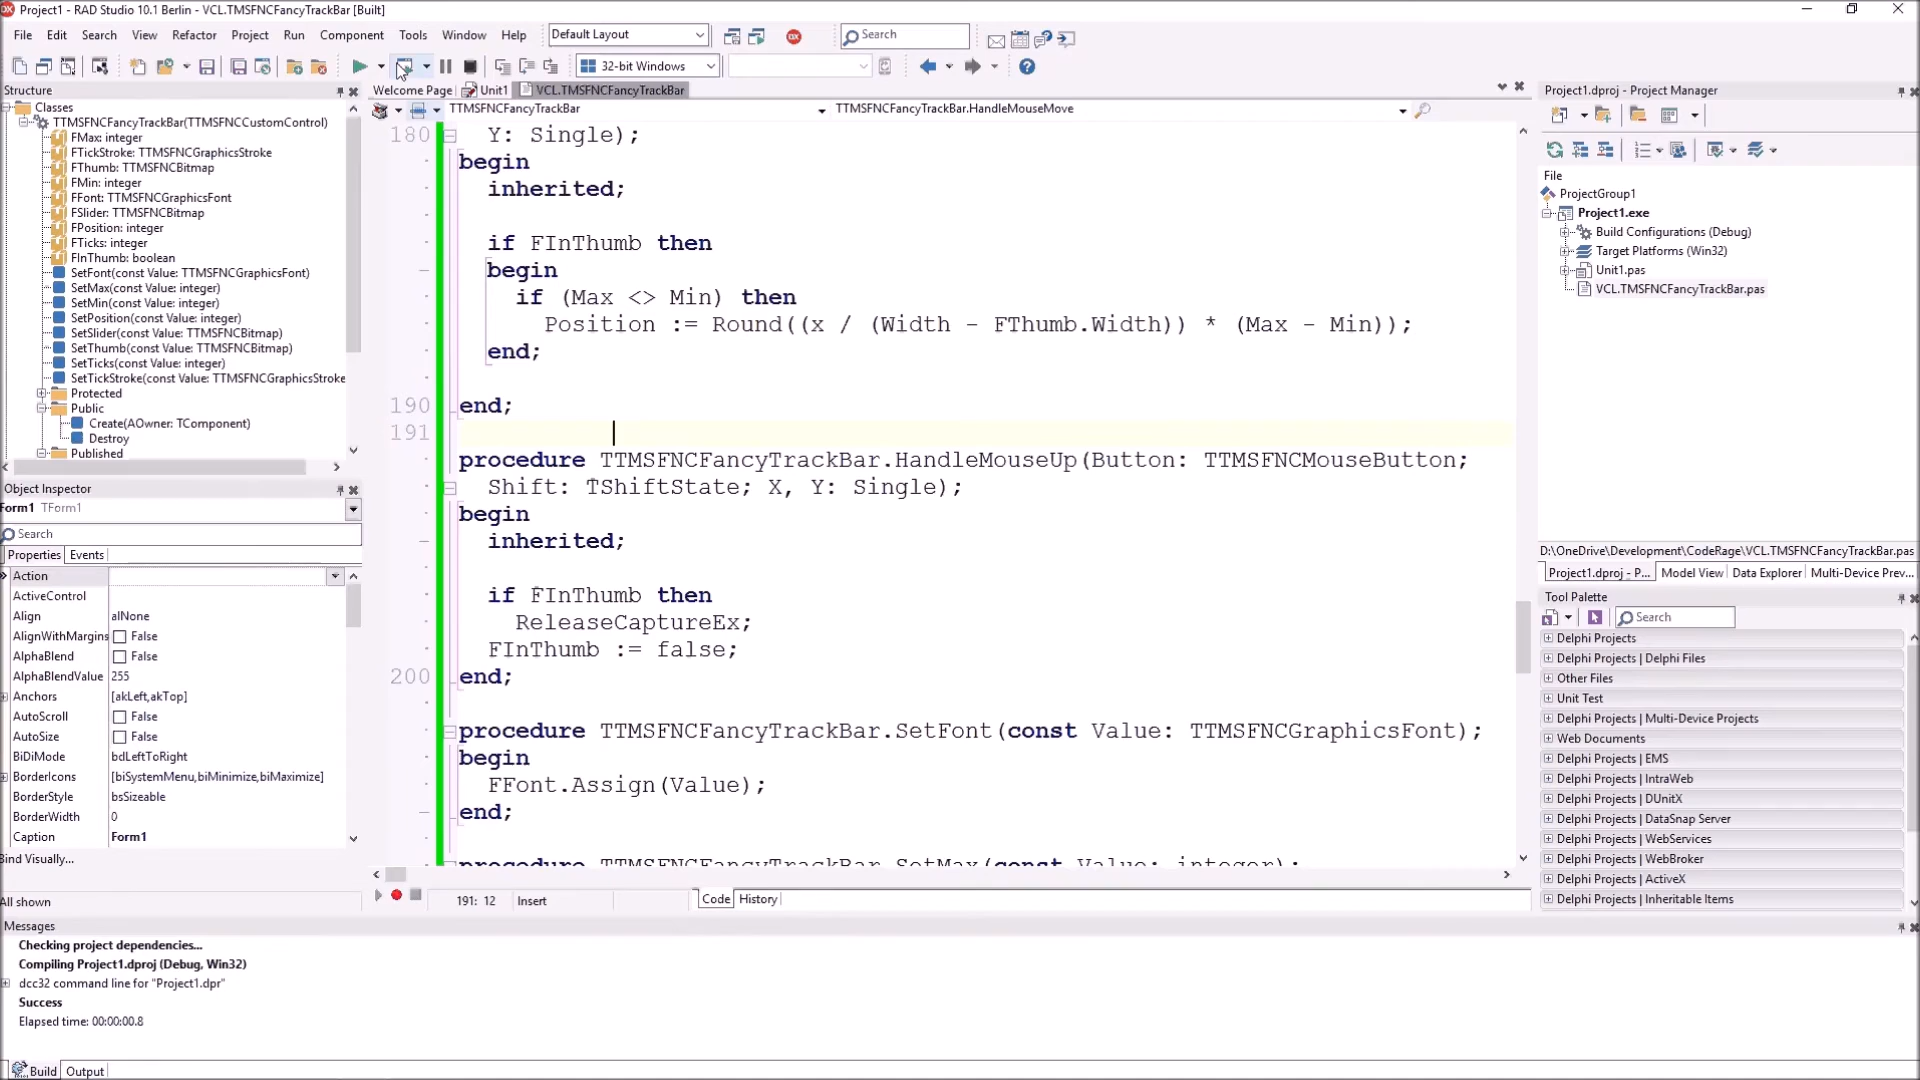 Project1 - RAD Studio 10.1 Berlin - VCL.TMSFNCFancyTrackBar [Built]
File Edit Search View Refactor Project Run Component Tools Window Help Default Layout Search
32-bit Windows
Structure
Classes
TTMSFNCFancyTrackBar(TTMSFNCCustomControl)
FMax: integer
FTickStroke: TTMSFNCGraphicsStroke
FThumb: TTMSFNCBitmap
FMin: integer
FFont: TTMSFNCGraphicsFont
FSlider: TTMSFNCBitmap
FPosition: integer
FTicks: integer
FInThumb: boolean
SetFont(const Value: TTMSFNCGraphicsFont)
SetMax(const Value: integer)
SetMin(const Value: integer)
SetPosition(const Value: integer)
SetSlider(const Value: TTMSFNCBitmap)
SetThumb(const Value: TTMSFNCBitmap)
SetTicks(const Value: integer)
SetTickStroke(const Value: TTMSFNCGraphicsStroke
Protected
Public
Create(AOwner: TComponent)
Destroy
Published
Object Inspector
Form1 TForm1
Search
Properties Events
Action
ActiveControl
Align alNone
AlignWithMargins False
AlphaBlend False
AlphaBlendValue 255
Anchors [akLeft,akTop]
AutoScroll False
AutoSize False
BiDiMode bdLeftToRight
BorderIcons [biSystemMenu,biMinimize,biMaximize]
BorderStyle bsSizeable
BorderWidth 0
Caption Form1
Bind Visually...
All shown
Welcome Page Unit1 VCL.TMSFNCFancyTrackBar
TTMSFNCFancyTrackBar TTMSFNCFancyTrackBar.HandleMouseMove
180 Y: Single);
begin
inherited;
if FInThumb then
begin
if (Max <> Min) then
Position := Round((x / (Width - FThumb.Width)) * (Max - Min));
end;
190 end;
191
procedure TTMSFNCFancyTrackBar.HandleMouseUp(Button: TTMSFNCMouseButton;
Shift: TShiftState; X, Y: Single);
begin
inherited;
if FInThumb then
ReleaseCaptureEx;
FInThumb := false;
200 end;
procedure TTMSFNCFancyTrackBar.SetFont(const Value: TTMSFNCGraphicsFont);
begin
FFont.Assign(Value);
end;
procedure TTMSFNCFancyTrackBar.SetMax(const Value: integer);
191: 12 Insert Code History
Project1.dproj - Project Manager
File
ProjectGroup1
Project1.exe
Build Configurations (Debug)
Target Platforms (Win32)
Unit1.pas
VCL.TMSFNCFancyTrackBar.pas
D:\OneDrive\Development\CodeRage\VCL.TMSFNCFancyTrackBar.pas
Project1.dproj - P... Model View Data Explorer Multi-Device Prev...
Tool Palette
Search
Delphi Projects
Delphi Projects | Delphi Files
Other Files
Unit Test
Delphi Projects | Multi-Device Projects
Web Documents
Delphi Projects | EMS
Delphi Projects | IntraWeb
Delphi Projects | DUnitX
Delphi Projects | DataSnap Server
Delphi Projects | WebServices
Delphi Projects | WebBroker
Delphi Projects | ActiveX
Delphi Projects | Inheritable Items
Messages
Checking project dependencies...
Compiling Project1.dproj (Debug, Win32)
dcc32 command line for "Project1.dpr"
Success
Elapsed time: 00:00:00.8
Build Output